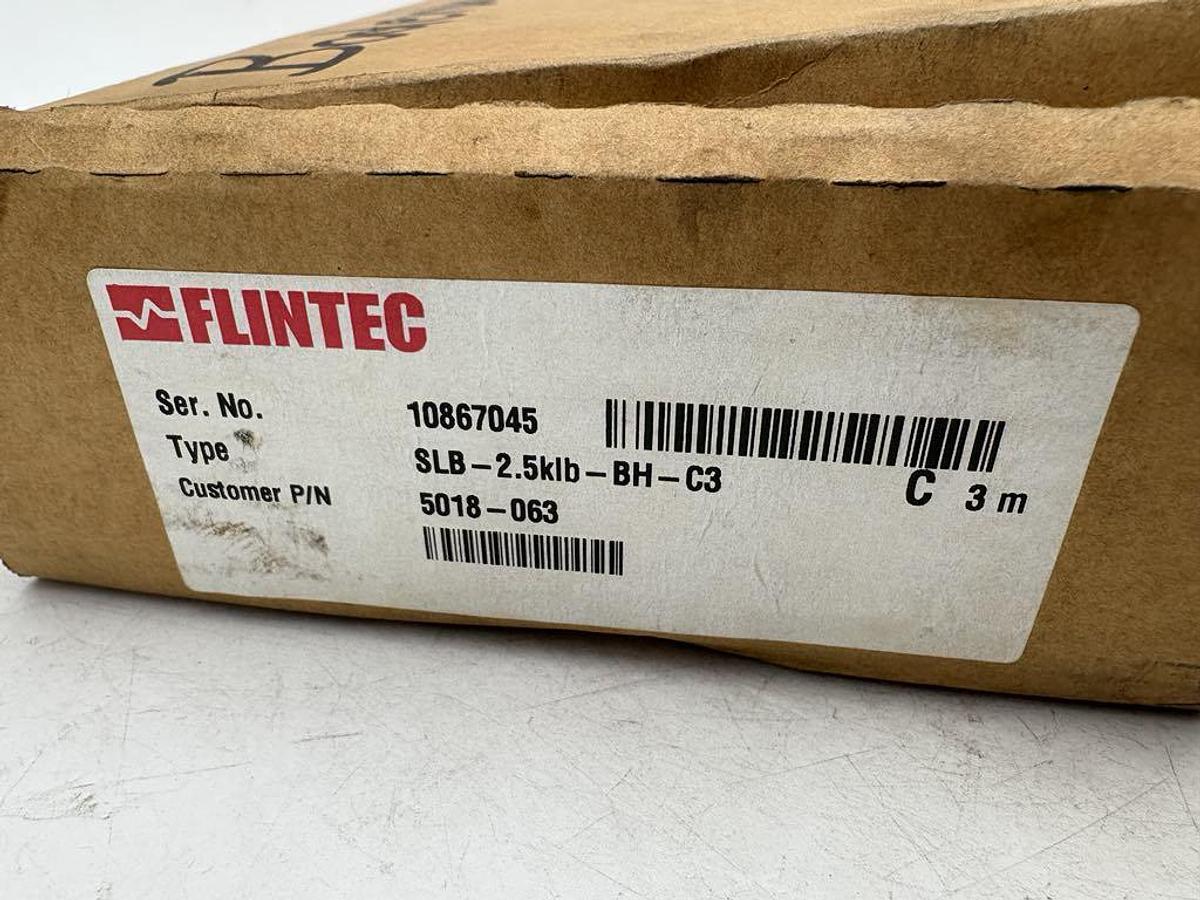 FLINTEC
Ser. No. 10867045
Type SLB-2.5klb-BH-C3 C 3 m
Customer P/N 5018-063